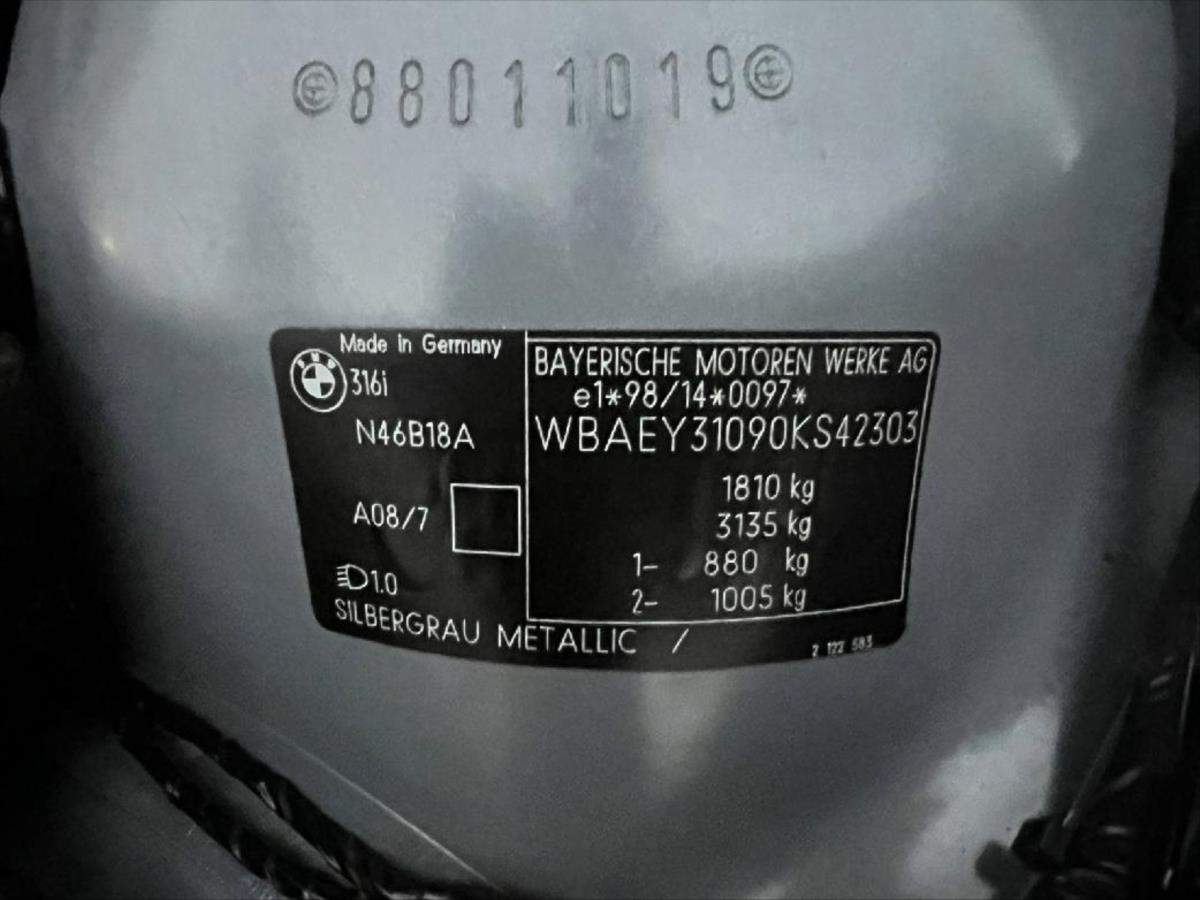 88011019
Made in Germany
BMW
316i
N46B18A
A08/7
1.0
SILBERGRAU METALLIC /
BAYERISCHE MOTOREN WERKE AG
e1*98/14*0097*
WBAEY31090KS42303
1810 kg
3135 kg
1- 880 kg
2- 1005 kg
2 122 583